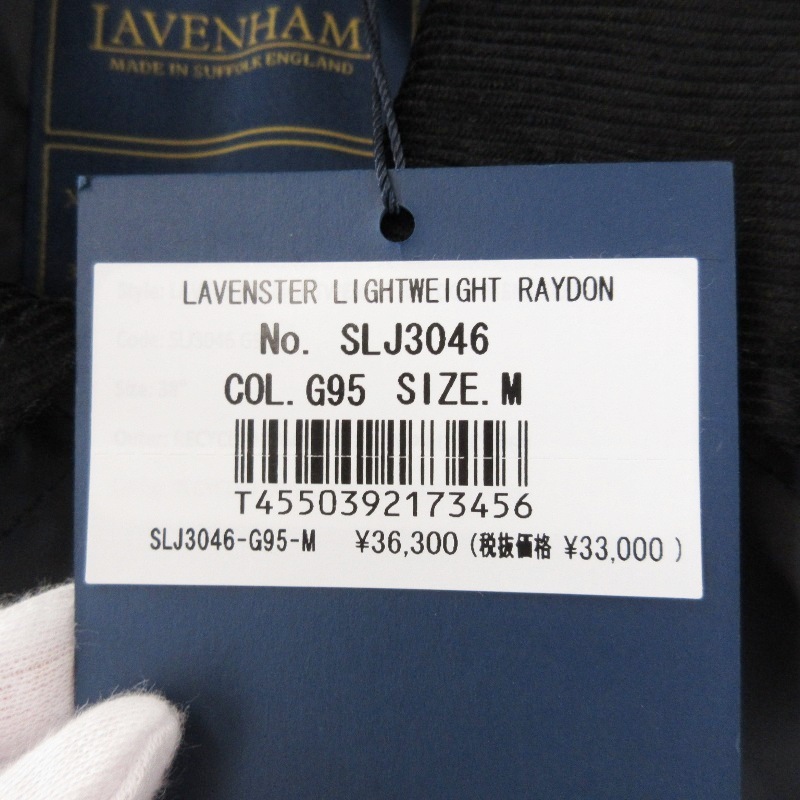 LAVENHAM
MADE IN SUFFOLK ENGLAND
LAVENSTER LIGHTWEIGHT RAYDON
No. SLJ3046
COL. G95 SIZE. M
T4550392173456
SLJ3046-G95-M ¥36,300 (税抜価格 ¥33,000 )